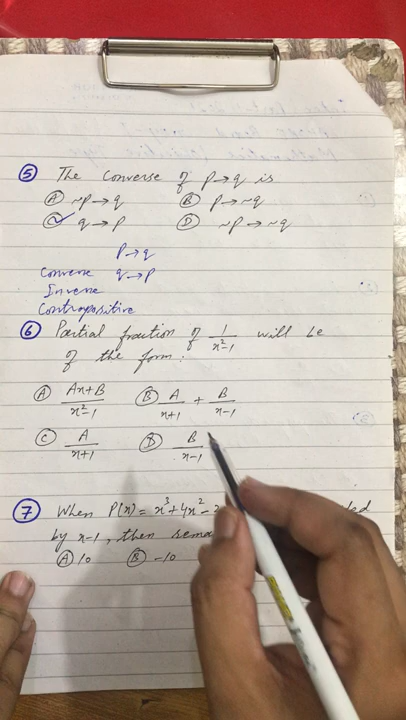 5 The Converse of p→q is
A ~p→q B p→~q
C q→p D ~p→~q
p→q
Converse q→p
Inverse
Contrapositive
6 Partial fraction of 1/(x²-1) will be
of the form:
A (Ax+B)/(x²-1) B A/(x+1) + B/(x-1)
C A/(x+1) D B/(x-1)
7 When P(x) = x³+4x²-
by x-1, then
A 10 B -10